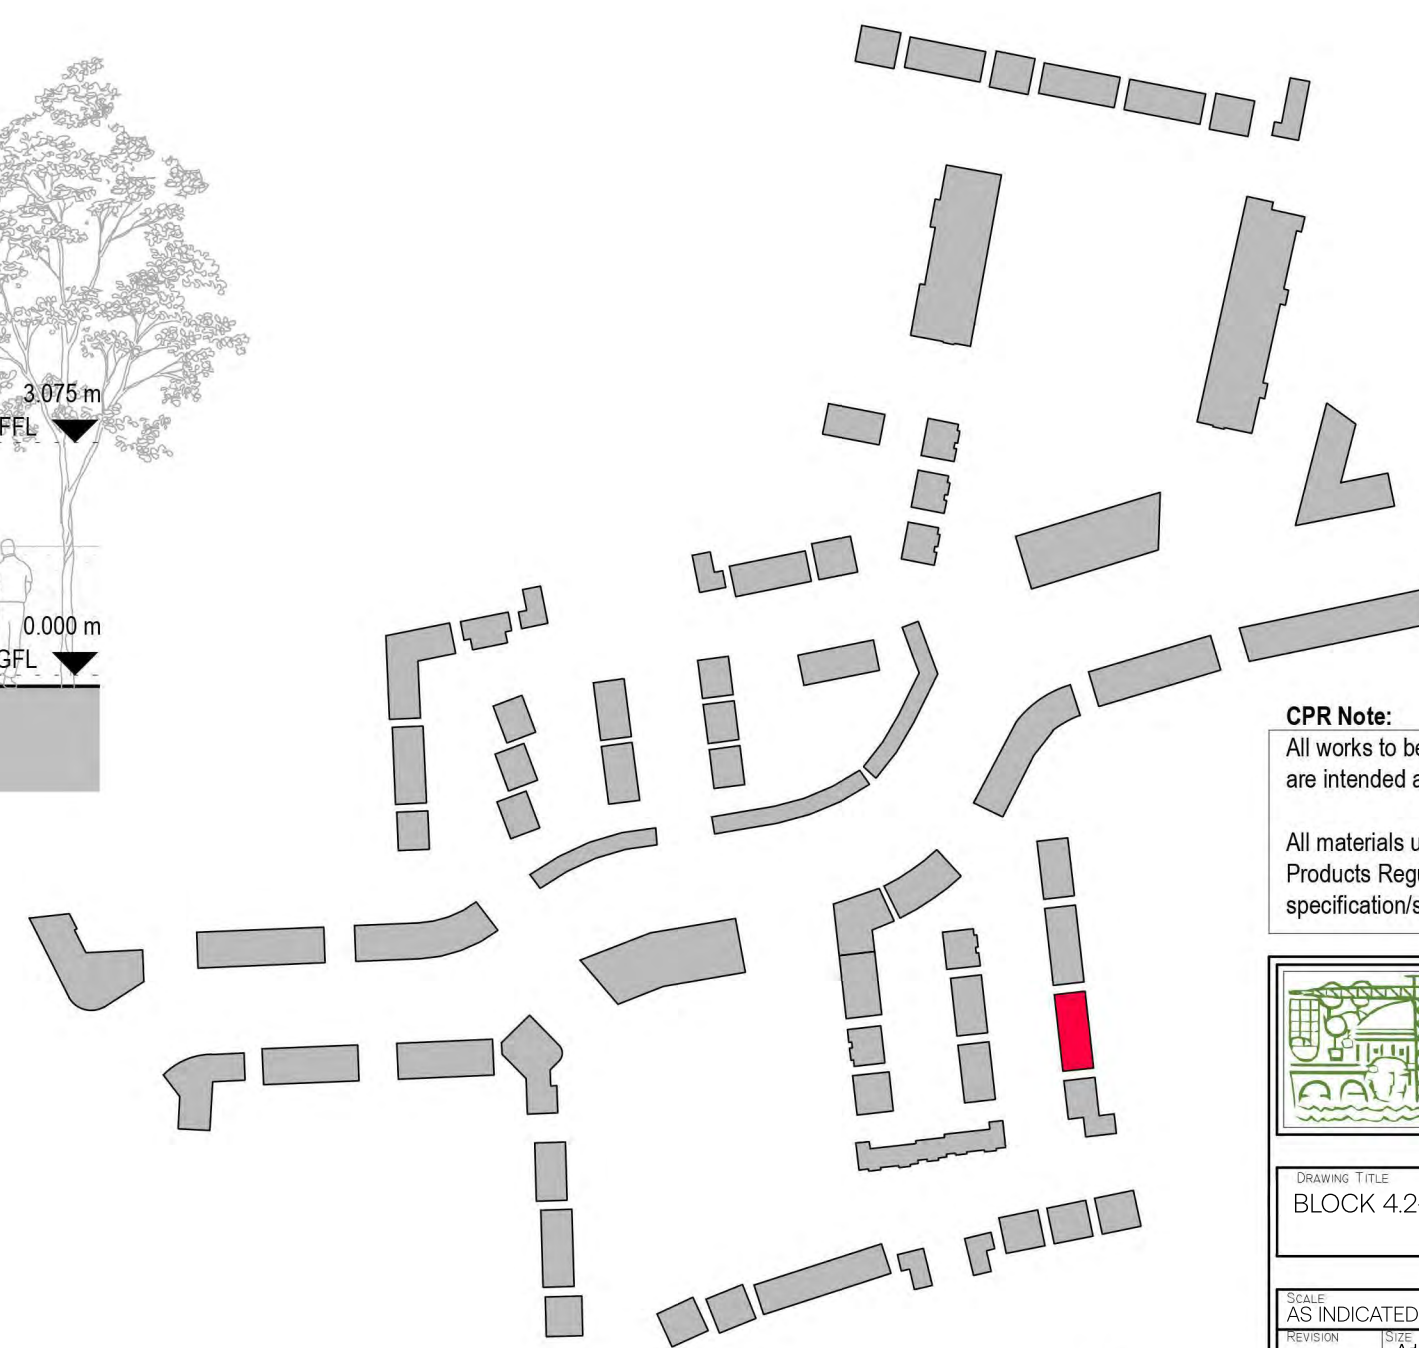 3.075 m
FFL
0.000 m
GFL
CPR Note:
All works to be
are intended a
All materials u
Products Regu
specification/s
DRAWING TITLE
BLOCK 4.2
SCALE
AS INDICATED
REVISION
SIZE